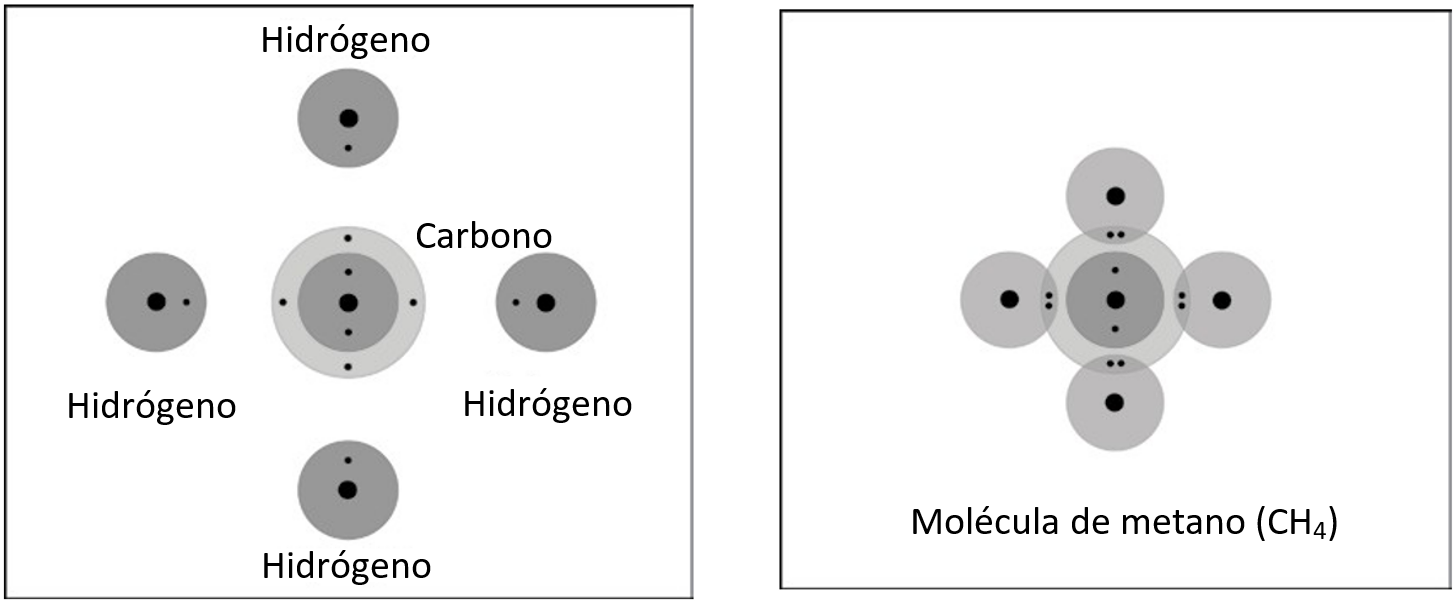 Hidrógeno
Carbono
Hidrógeno
Hidrógeno
Hidrógeno
Molécula de metano (CH₄)